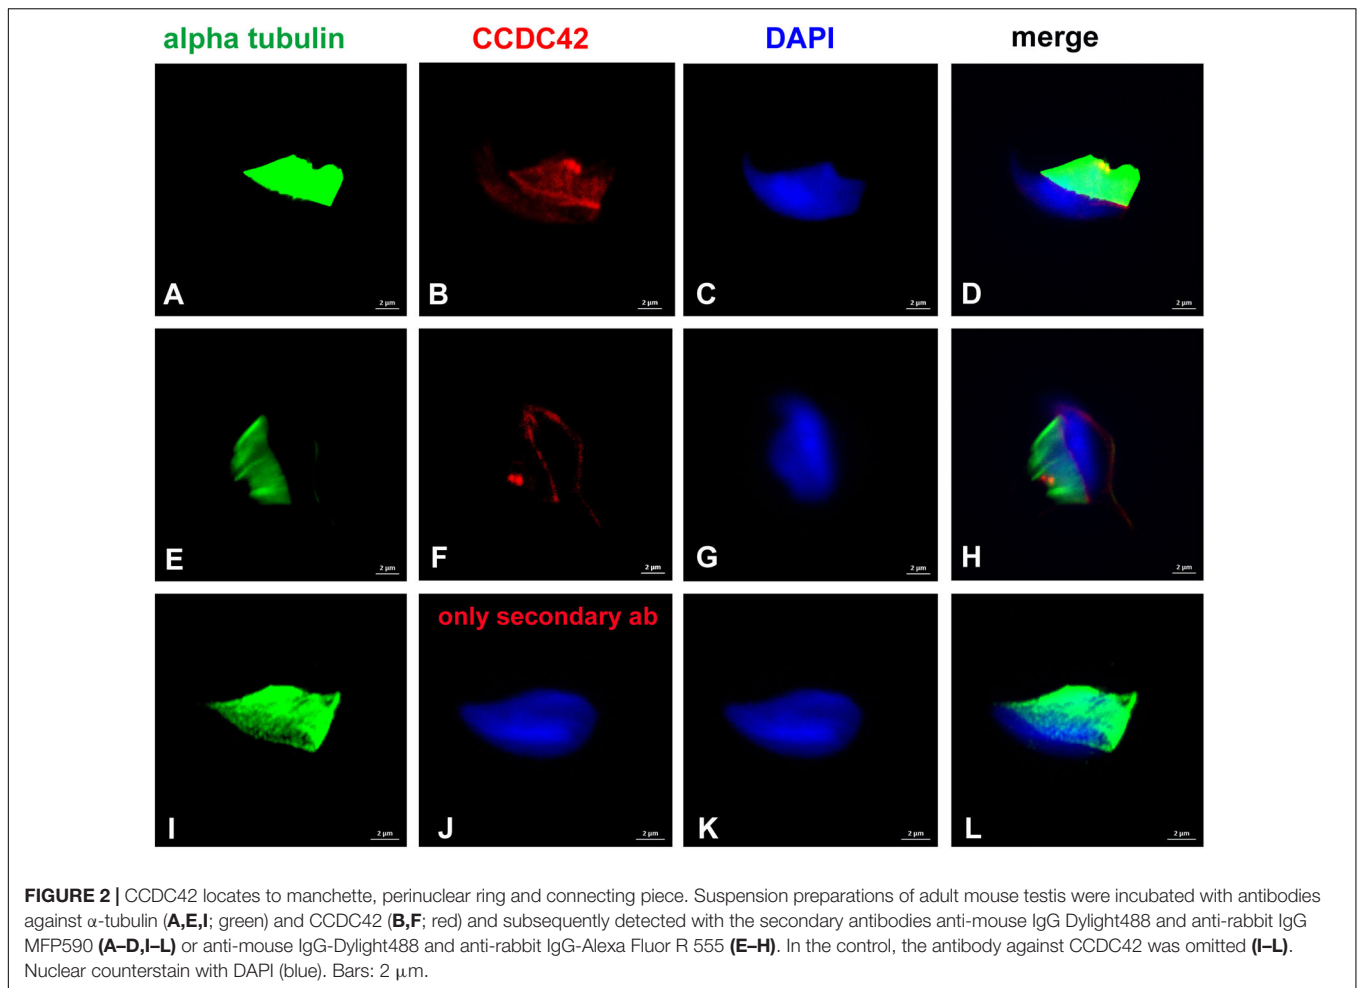 alpha tubulin CCDC42 DAPI merge
A 2 µm B 2 µm C 2 µm D 2 µm
E 2 µm F 2 µm G 2 µm H 2 µm
only secondary ab
I 2 µm J 2 µm K 2 µm L 2 µm
FIGURE 2 | CCDC42 locates to manchette, perinuclear ring and connecting piece. Suspension preparations of adult mouse testis were incubated with antibodies
against α-tubulin (A,E,I; green) and CCDC42 (B,F; red) and subsequently detected with the secondary antibodies anti-mouse IgG Dylight488 and anti-rabbit IgG
MFP590 (A–D,I–L) or anti-mouse IgG-Dylight488 and anti-rabbit IgG-Alexa Fluor R 555 (E–H). In the control, the antibody against CCDC42 was omitted (I–L).
Nuclear counterstain with DAPI (blue). Bars: 2 µm.